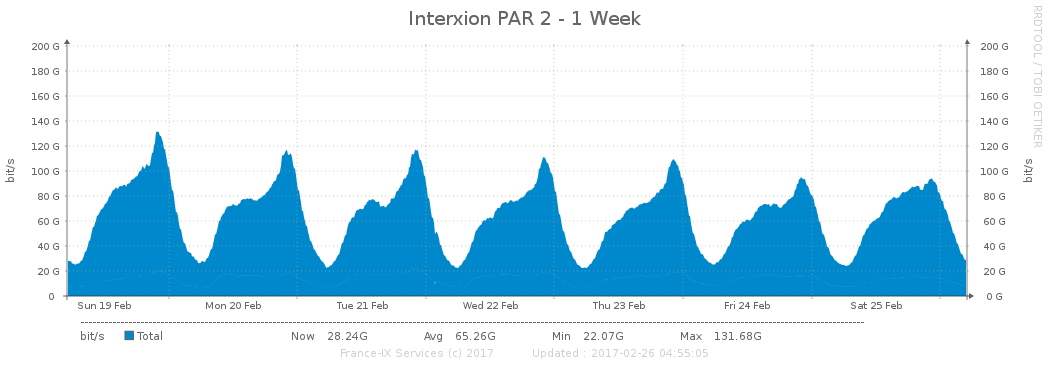 Interxion PAR 2 - 1 Week
RRDTOOL / TOBI OETIKER
200 G 200 G
180 G 180 G
160 G 160 G
140 G 140 G
120 G 120 G
100 G 100 G
80 G 80 G
60 G 60 G
40 G 40 G
20 G 20 G
0 0 G
bit/s bit/s
Sun 19 Feb Mon 20 Feb Tue 21 Feb Wed 22 Feb Thu 23 Feb Fri 24 Feb Sat 25 Feb
bit/s Total Now 28.24G Avg 65.26G Min 22.07G Max 131.68G
France-IX Services (c) 2017 Updated : 2017-02-26 04:55:05